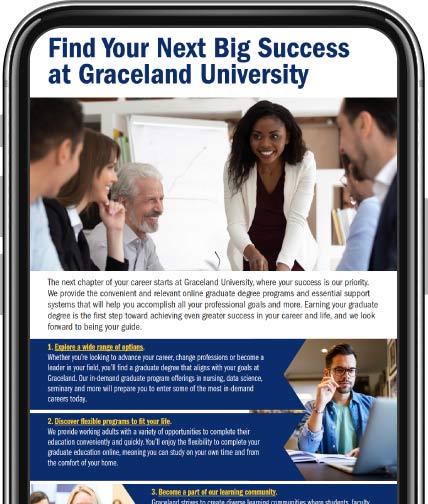 Find Your Next Big Success
at Graceland University
The next chapter of your career starts at Graceland University, where your success is our priority.
We provide the convenient and relevant online graduate degree programs and essential support
systems that will help you accomplish all your professional goals and more. Earning your graduate
degree is the first step toward achieving even greater success in your career and life, and we look
forward to being your guide.
1. Explore a wide range of options.
Whether you're looking to advance your career, change professions or become a
leader in your field, you'll find a graduate degree that aligns with your goals at
Graceland. Our in-demand graduate program offerings in nursing, data science,
seminary and more will prepare you to enter some of the most in-demand
careers today.
2. Discover flexible programs to fit your life.
We provide working adults with a variety of opportunities to complete their
education conveniently and quickly. You'll enjoy the flexibility to complete your
graduate education online, meaning you can study on your own time and from
the comfort of your home.
3. Become a part of our learning community.
Graceland strives to create diverse learning communities where students, faculty